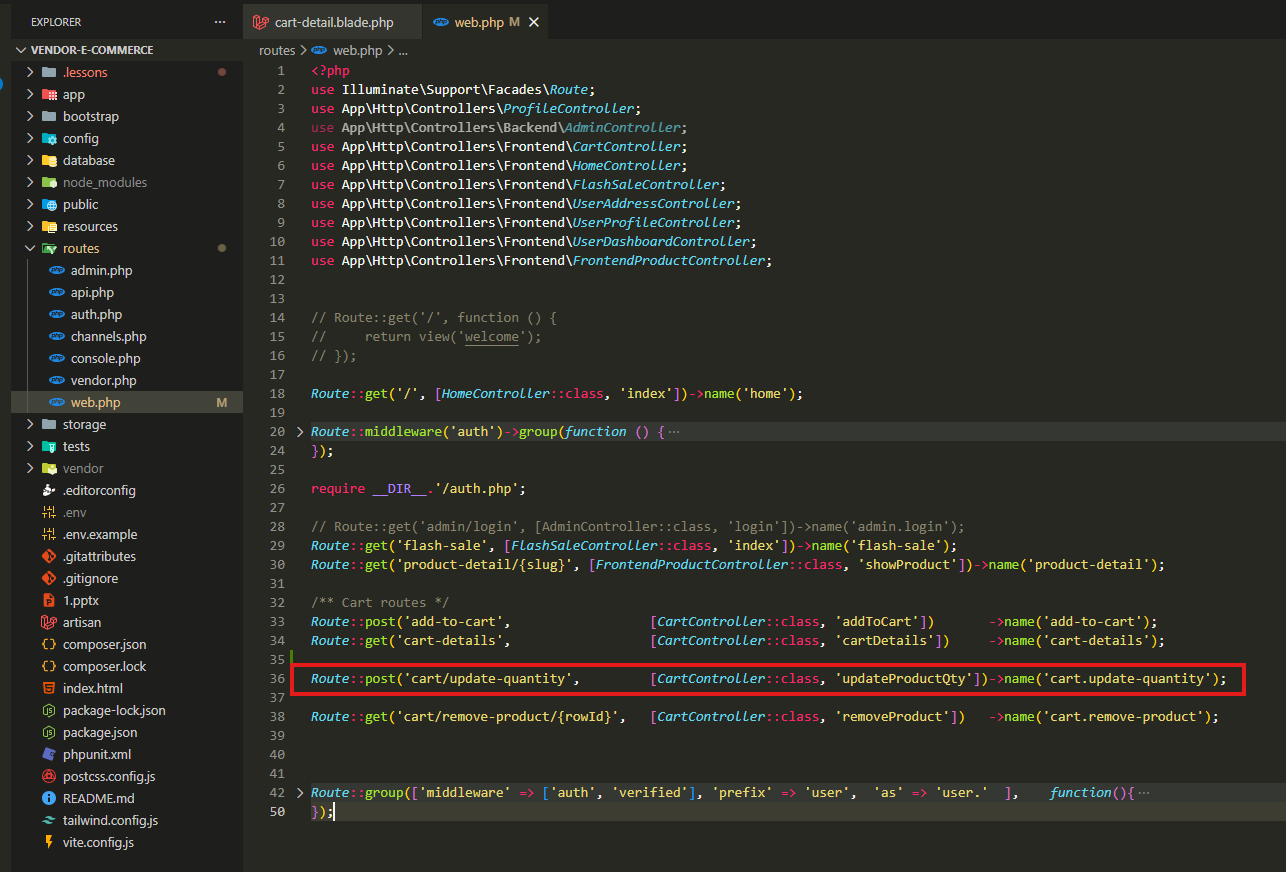 EXPLORER ...
cart-detail.blade.php
web.php M
VENDOR-E-COMMERCE
.lessons
app
bootstrap
config
database
node_modules
public
resources
routes
admin.php
api.php
auth.php
channels.php
console.php
vendor.php
web.php M
storage
tests
vendor
.editorconfig
.env
.env.example
.gitattributes
.gitignore
1.pptx
artisan
composer.json
composer.lock
index.html
package-lock.json
package.json
phpunit.xml
postcss.config.js
README.md
tailwind.config.js
vite.config.js
routes > web.php > ...
1 <?php
2 use Illuminate\Support\Facades\Route;
3 use App\Http\Controllers\ProfileController;
4 use App\Http\Controllers\Backend\AdminController;
5 use App\Http\Controllers\Frontend\CartController;
6 use App\Http\Controllers\Frontend\HomeController;
7 use App\Http\Controllers\Frontend\FlashSaleController;
8 use App\Http\Controllers\Frontend\UserAddressController;
9 use App\Http\Controllers\Frontend\UserProfileController;
10 use App\Http\Controllers\Frontend\UserDashboardController;
11 use App\Http\Controllers\Frontend\FrontendProductController;
12
13
14 // Route::get('/', function () {
15 //     return view('welcome');
16 // });
17
18 Route::get('/', [HomeController::class, 'index'])->name('home');
19
20 Route::middleware('auth')->group(function () {...
24 });
25
26 require __DIR__.'/auth.php';
27
28 // Route::get('admin/login', [AdminController::class, 'login'])->name('admin.login');
29 Route::get('flash-sale', [FlashSaleController::class, 'index'])->name('flash-sale');
30 Route::get('product-detail/{slug}', [FrontendProductController::class, 'showProduct'])->name('product-detail');
31
32 /** Cart routes */
33 Route::post('add-to-cart', [CartController::class, 'addToCart']) ->name('add-to-cart');
34 Route::get('cart-details', [CartController::class, 'cartDetails']) ->name('cart-details');
35
36 Route::post('cart/update-quantity', [CartController::class, 'updateProductQty'])->name('cart.update-quantity');
37
38 Route::get('cart/remove-product/{rowId}', [CartController::class, 'removeProduct']) ->name('cart.remove-product');
39
40
41
42 Route::group(['middleware' => ['auth', 'verified'], 'prefix' => 'user', 'as' => 'user.' ], function(){...
50 });